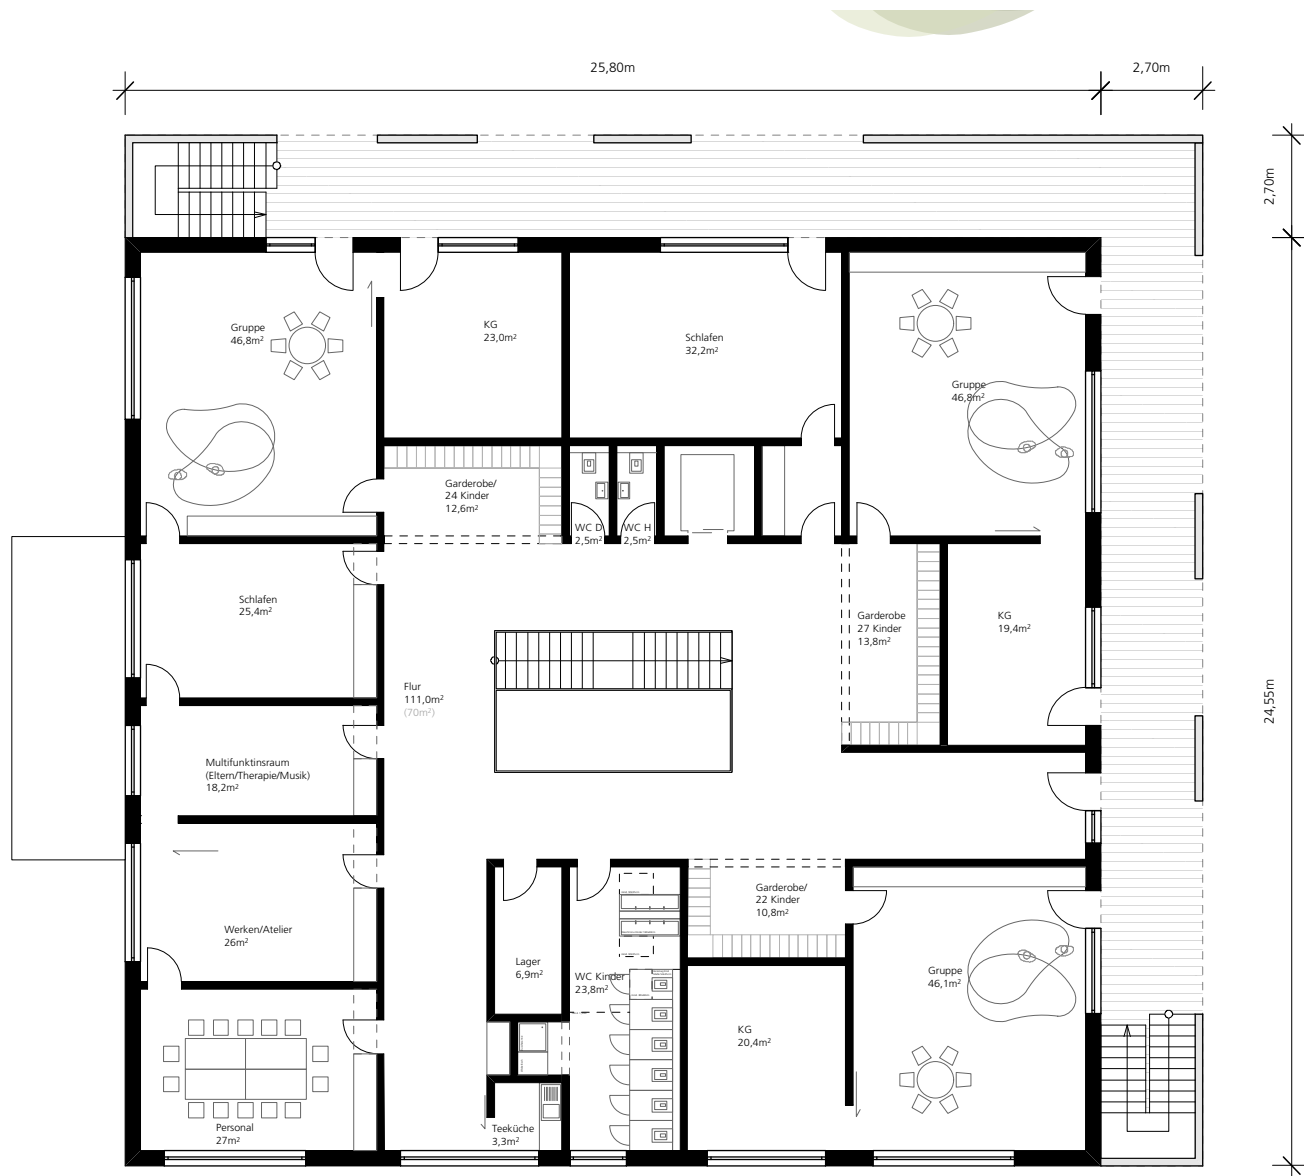 25,80m
2,70m
2,70m
Gruppe
46,8m²
KG
23,0m²
Schlafen
32,2m²
Gruppe
46,8m²
Garderobe/
24 Kinder
12,6m²
WC D
2,5m²
WC H
2,5m²
Schlafen
25,4m²
Garderobe
27 Kinder
13,8m²
KG
19,4m²
Flur
111,0m²
(70m²)
24,55m
Multifunktinsraum
(Eltern/Therapie/Musik)
18,2m²
Garderobe/
22 Kinder
10,8m²
Werken/Atelier
26m²
Lager
6,9m²
WC Kinder
23,8m²
Gruppe
46,1m²
KG
20,4m²
Personal
27m²
Teeküche
3,3m²